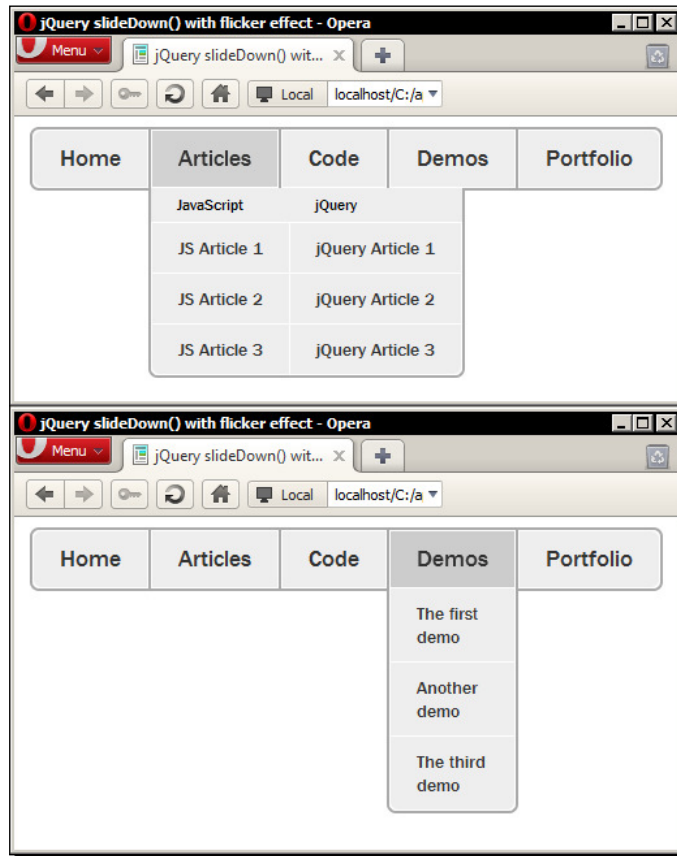 jQuery slideDown() with flicker effect - Opera
Menu jQuery slideDown() wit...
Local localhost/C:/a
Home Articles Code Demos Portfolio
JavaScript jQuery
JS Article 1 jQuery Article 1
JS Article 2 jQuery Article 2
JS Article 3 jQuery Article 3
jQuery slideDown() with flicker effect - Opera
Menu jQuery slideDown() wit...
Local localhost/C:/a
Home Articles Code Demos Portfolio
The first
demo
Another
demo
The third
demo